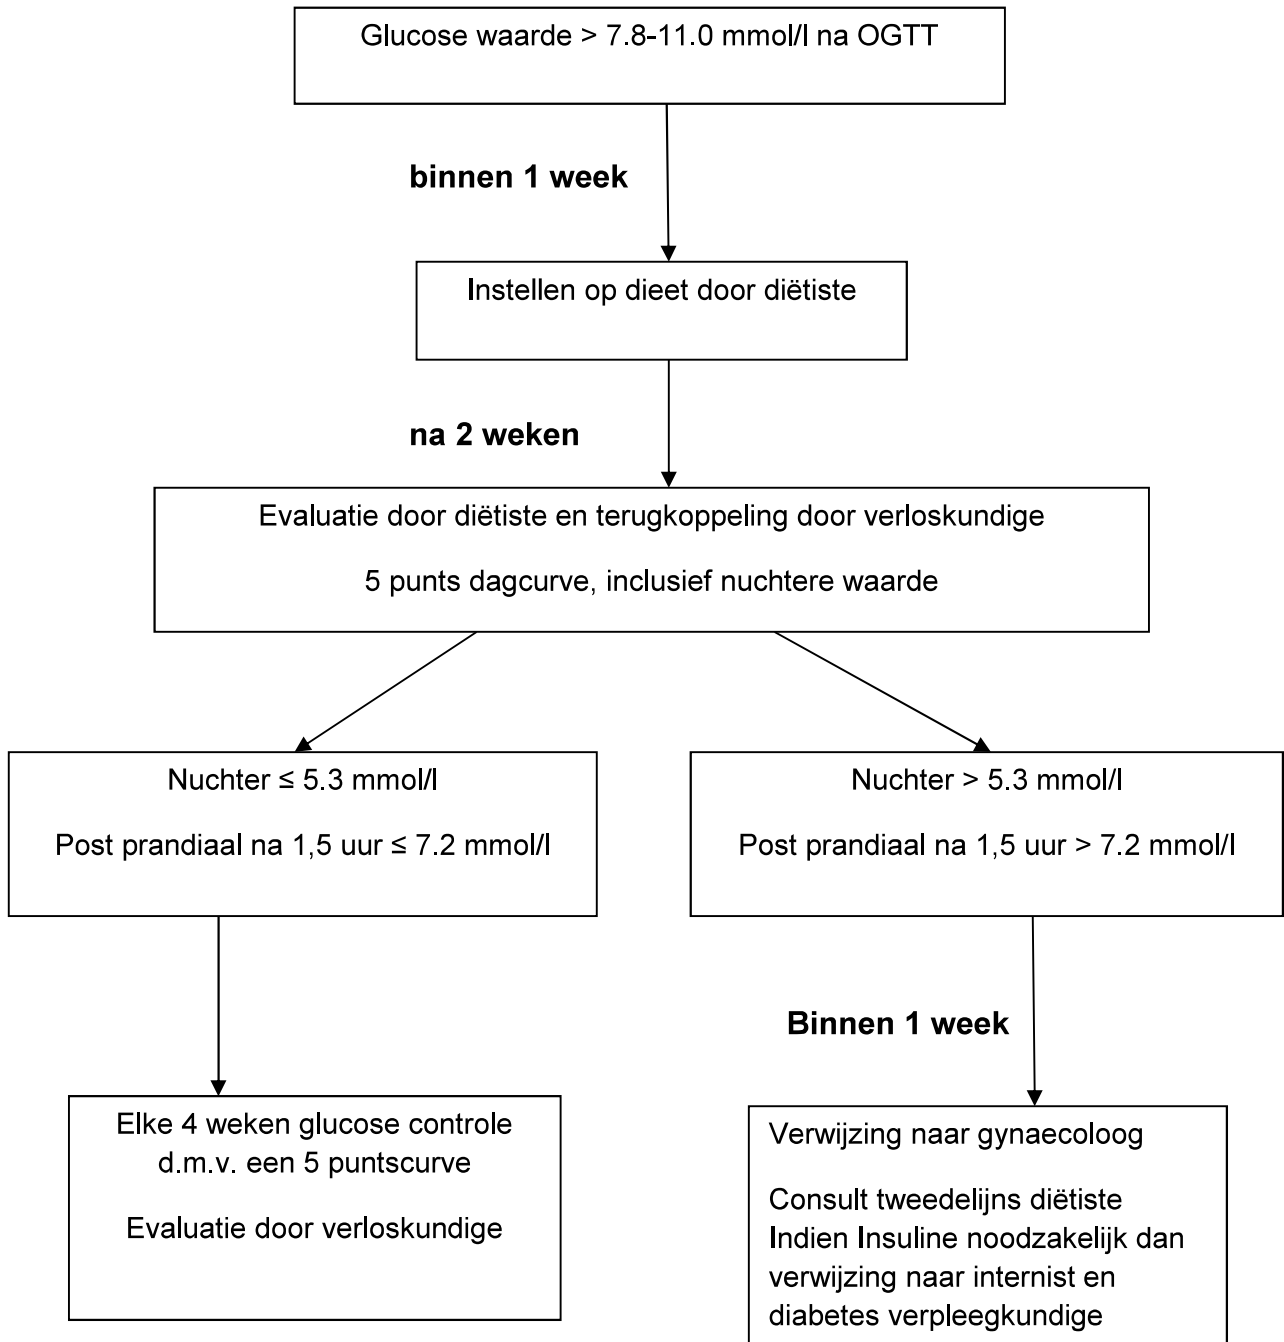 Glucose waarde > 7.8-11.0 mmol/l na OGTT
binnen 1 week
Instellen op dieet door diëtiste
na 2 weken
Evaluatie door diëtiste en terugkoppeling door verloskundige
5 punts dagcurve, inclusief nuchtere waarde
Nuchter ≤ 5.3 mmol/l
Post prandiaal na 1,5 uur ≤ 7.2 mmol/l
Nuchter > 5.3 mmol/l
Post prandiaal na 1,5 uur > 7.2 mmol/l
Binnen 1 week
Elke 4 weken glucose controle
d.m.v. een 5 puntscurve
Evaluatie door verloskundige
Verwijzing naar gynaecoloog
Consult tweedelijns diëtiste
Indien Insuline noodzakelijk dan
verwijzing naar internist en
diabetes verpleegkundige